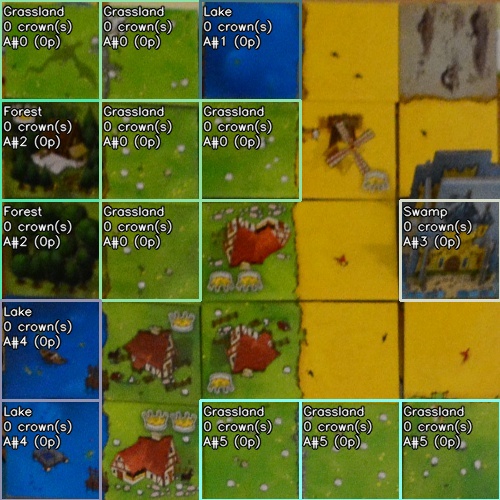 Grassland
0 crown(s)
A#0 (0p)
Grassland
0 crown(s)
A#0 (0p)
Lake
0 crown(s)
A#1 (0p)
Forest
0 crown(s)
A#2 (0p)
Grassland
0 crown(s)
A#0 (0p)
Grassland
0 crown(s)
A#0 (0p)
Forest
0 crown(s)
A#2 (0p)
Grassland
0 crown(s)
A#0 (0p)
Swamp
0 crown(s)
A#3 (0p)
Lake
0 crown(s)
A#4 (0p)
Lake
0 crown(s)
A#4 (0p)
Grassland
0 crown(s)
A#5 (0p)
Grassland
0 crown(s)
A#5 (0p)
Grassland
0 crown(s)
A#5 (0p)